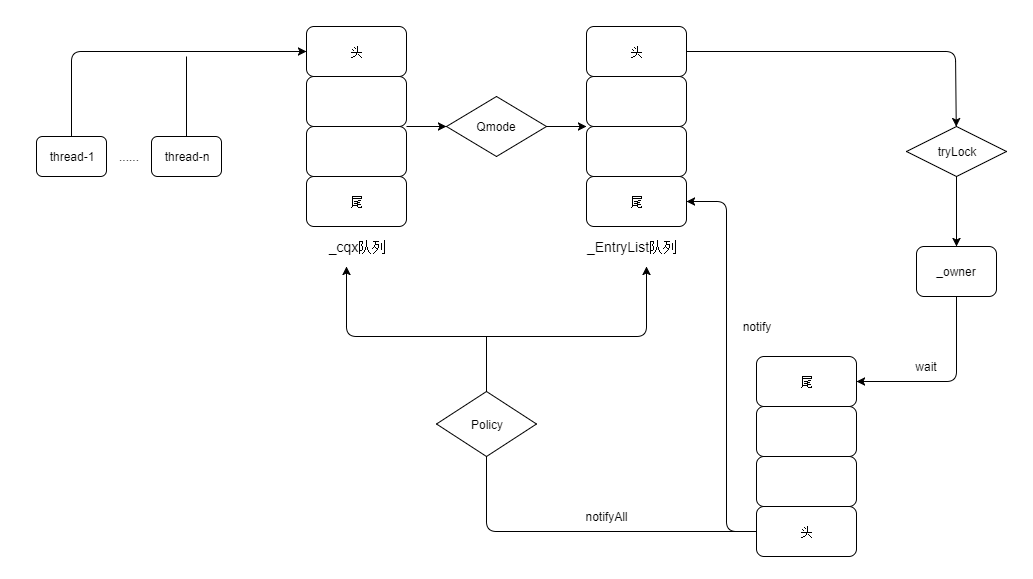 头
头
Qmode
thread-1
......
thread-n
tryLock
尾
尾
_cqx队列
_EntryList队列
_owner
notify
wait
尾
Policy
notifyAll
头